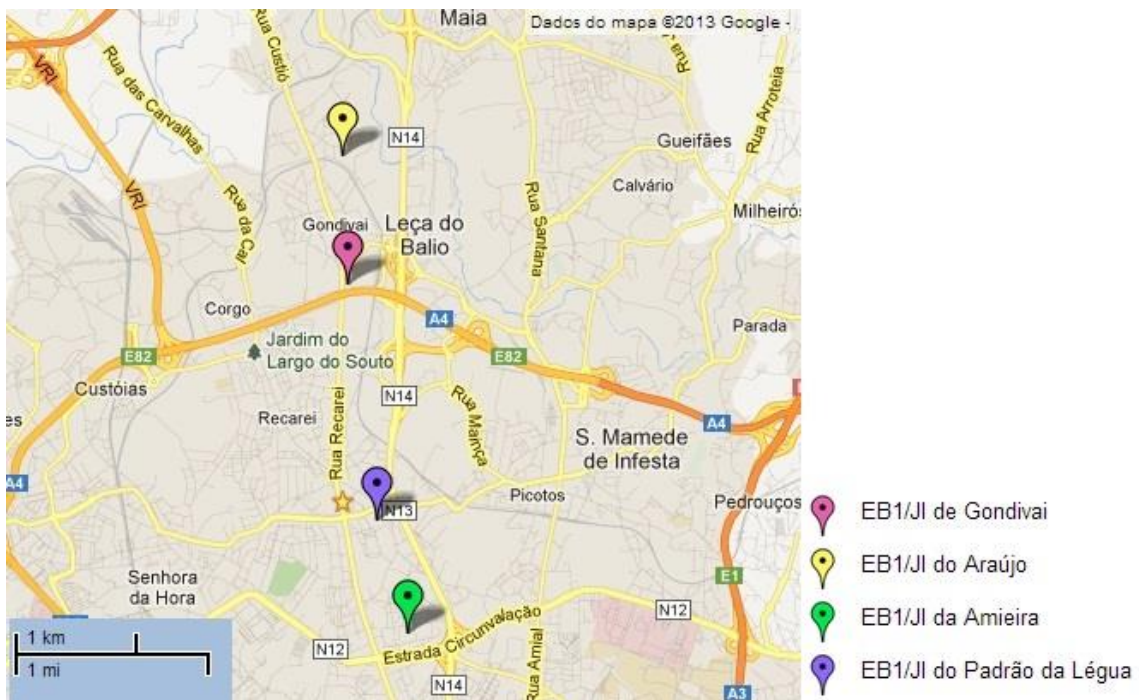 Maia
Dados do mapa ©2013 Google -
VRI
Rua das Carvalhas
Rua Custió
N14
Rua
Rua Arroteia
Gueifães
Calvário
VRI
Rua da Cal
Gondivai
Leça do
Balio
Rua Santana
Milheirós
Corgo
A4
Parada
Jardim do
Largo do Souto
E82
E82
Custóias
es
N14
A4
Recarei
Rua Recarei
Rua Mainça
S. Mamede
de Infesta
A4
N13
Picotos
Pedrouços
Senhora
da Hora
E1
N12
N12
Estrada Circunvalação
Rua Amial
N14
A3
1 km
1 mi
EB1/JI de Gondivai
EB1/JI do Araújo
EB1/JI da Amieira
EB1/JI do Padrão da Légua